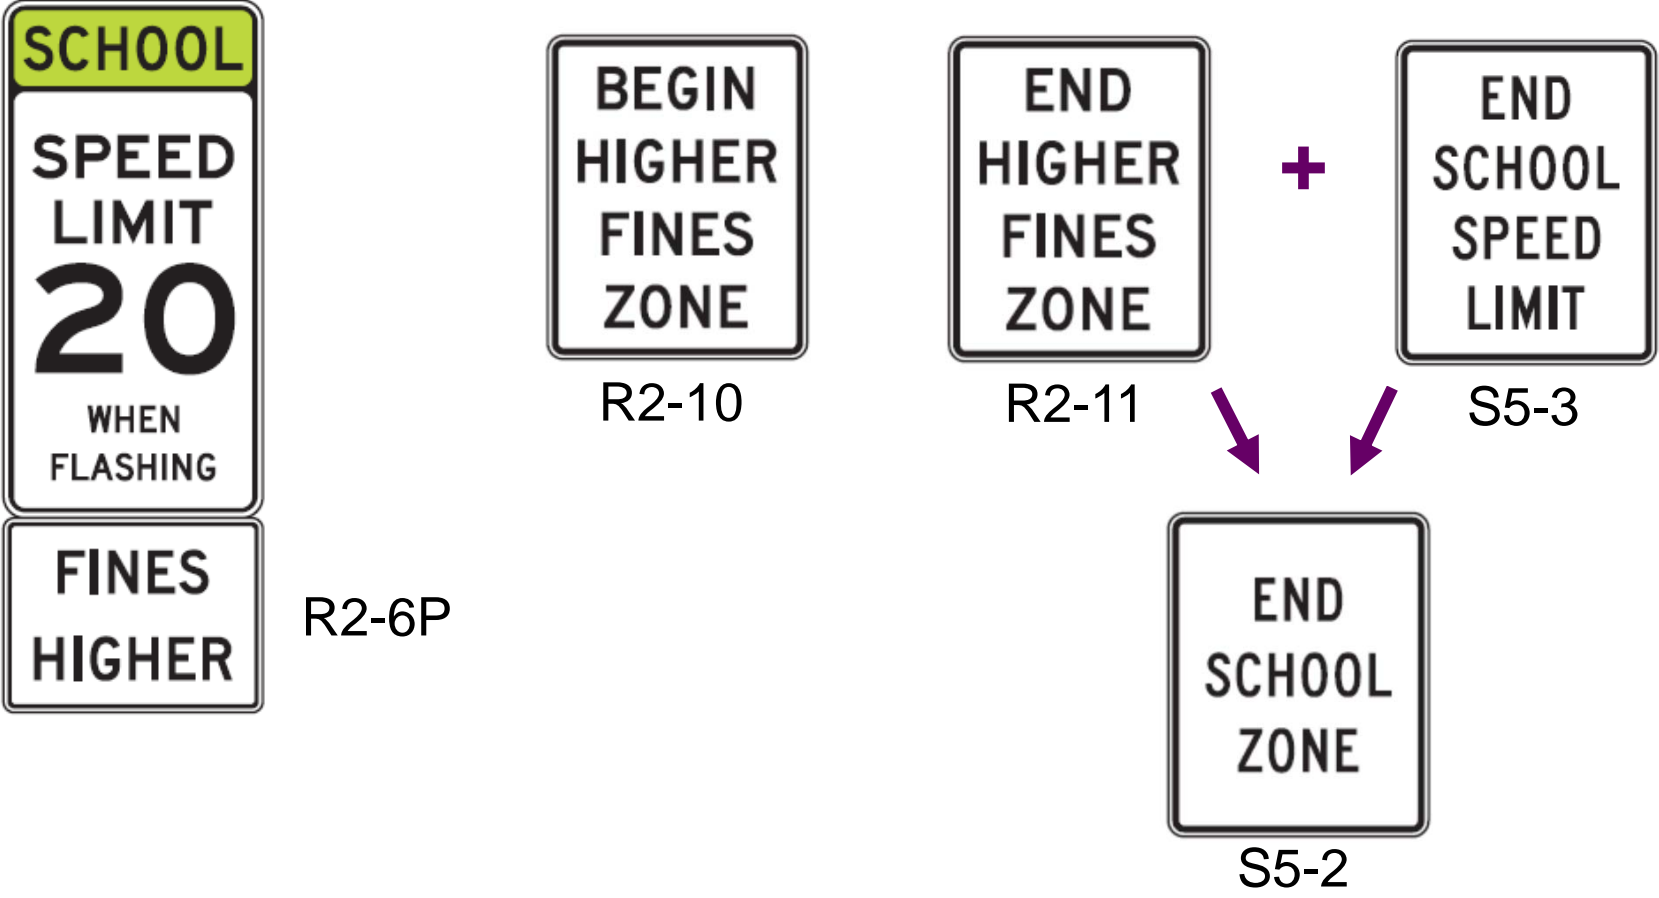 SCHOOL
SPEED
LIMIT
20
WHEN
FLASHING
FINES
HIGHER
R2-6P
BEGIN
HIGHER
FINES
ZONE
R2-10
END
HIGHER
FINES
ZONE
R2-11
+
END
SCHOOL
SPEED
LIMIT
S5-3
END
SCHOOL
ZONE
S5-2